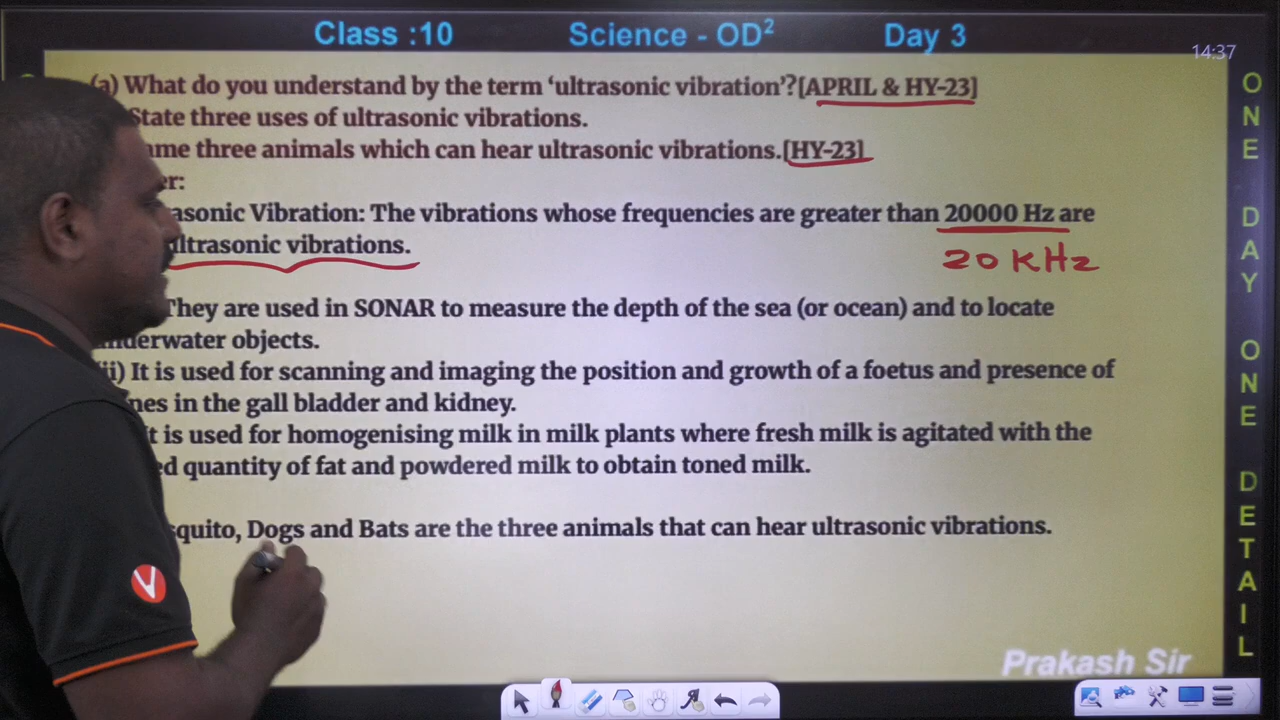 Class :10 Science - OD² Day 3
14:37
(a) What do you understand by the term ‘ultrasonic vibration’?[APRIL & HY-23]
State three uses of ultrasonic vibrations.
three animals which can hear ultrasonic vibrations.[HY-23]
Vibration: The vibrations whose frequencies are greater than 20000 Hz are
ultrasonic vibrations.
20 KHz
They are used in SONAR to measure the depth of the sea (or ocean) and to locate
underwater objects.
(ii) It is used for scanning and imaging the position and growth of a foetus and presence of
in the gall bladder and kidney.
It is used for homogenising milk in milk plants where fresh milk is agitated with the
quantity of fat and powdered milk to obtain toned milk.
Dogs and Bats are the three animals that can hear ultrasonic vibrations.
Prakash Sir
ONE DAY ONE DETAIL
V